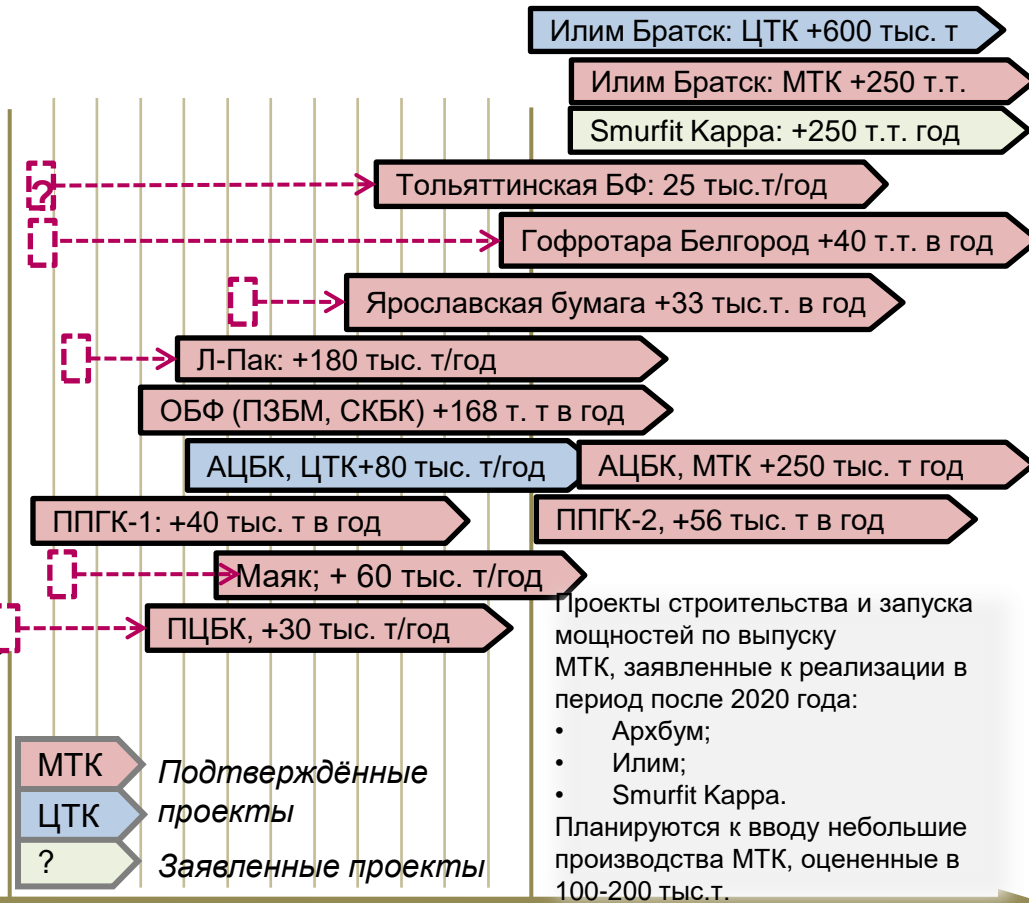 Илим Братск: ЦТК +600 тыс. т
Илим Братск: МТК +250 т.т.
Smurfit Kappa: +250 т.т. год
?
Тольяттинская БФ: 25 тыс.т/год
Гофротара Белгород +40 т.т. в год
Ярославская бумага +33 тыс.т. в год
Л-Пак: +180 тыс. т/год
ОБФ (ПЗБМ, СКБК) +168 т. т в год
АЦБК, ЦТК+80 тыс. т/год
АЦБК, МТК +250 тыс. т год
ППГК-1: +40 тыс. т в год
ППГК-2, +56 тыс. т в год
Маяк; + 60 тыс. т/год
ПЦБК, +30 тыс. т/год
Проекты строительства и запуска
мощностей по выпуску
МТК, заявленные к реализации в
период после 2020 года:
• Архбум;
• Илим;
• Smurfit Kappa.
Планируются к вводу небольшие
производства МТК, оцененные в
100-200 тыс.т.
МТК
ЦТК
Подтверждённые
проекты
?
Заявленные проекты